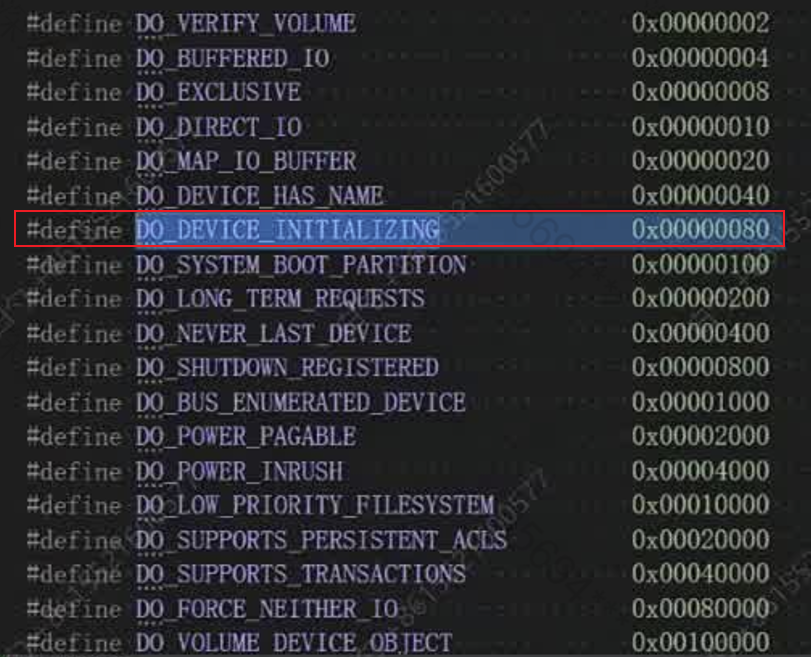 #define DO_VERIFY_VOLUME 0x00000002
#define DO_BUFFERED_IO 0x00000004
#define DO_EXCLUSIVE 0x00000008
#define DO_DIRECT_IO 0x00000010
#define DO_MAP_IO_BUFFER 0x00000020
#define DO_DEVICE_HAS_NAME 0x00000040
#define DO_DEVICE_INITIALIZING 0x00000080
#define DO_SYSTEM_BOOT_PARTITION 0x00000100
#define DO_LONG_TERM_REQUESTS 0x00000200
#define DO_NEVER_LAST_DEVICE 0x00000400
#define DO_SHUTDOWN_REGISTERED 0x00000800
#define DO_BUS_ENUMERATED_DEVICE 0x00001000
#define DO_POWER_PAGABLE 0x00002000
#define DO_POWER_INRUSH 0x00004000
#define DO_LOW_PRIORITY_FILESYSTEM 0x00010000
#define DO_SUPPORTS_PERSISTENT_ACLS 0x00020000
#define DO_SUPPORTS_TRANSACTIONS 0x00040000
#define DO_FORCE_NEITHER_IO 0x00080000
#define DO_VOLUME_DEVICE_OBJECT 0x00100000